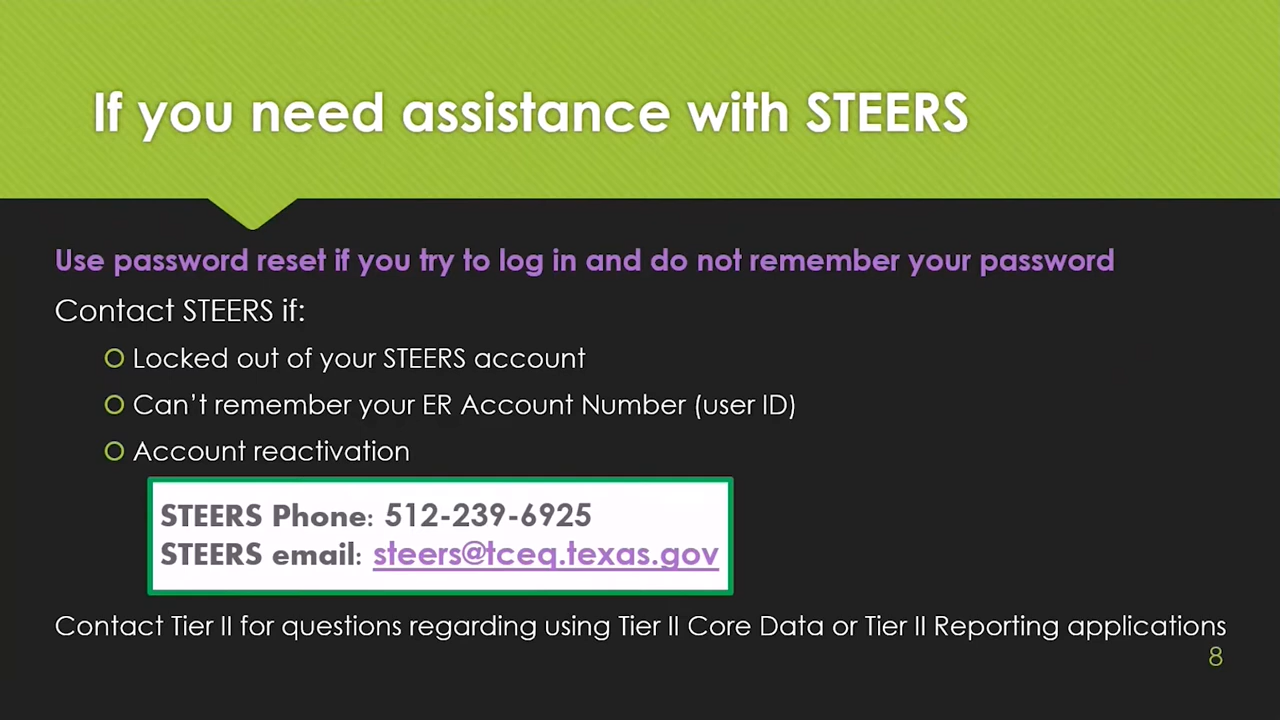 If you need assistance with STEERS
Use password reset if you try to log in and do not remember your password
Contact STEERS if:
Locked out of your STEERS account
Can't remember your ER Account Number (user ID)
Account reactivation
STEERS Phone: 512-239-6925
STEERS email: steers@tceq.texas.gov
Contact Tier II for questions regarding using Tier II Core Data or Tier II Reporting applications
8